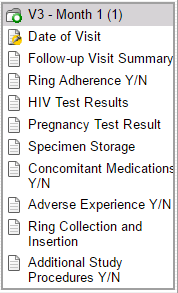 V3 - Month 1 (1)
Date of Visit
Follow-up Visit Summary
Ring Adherence Y/N
HIV Test Results
Pregnancy Test Result
Specimen Storage
Concomitant Medications
Y/N
Adverse Experience Y/N
Ring Collection and
Insertion
Additional Study
Procedures Y/N